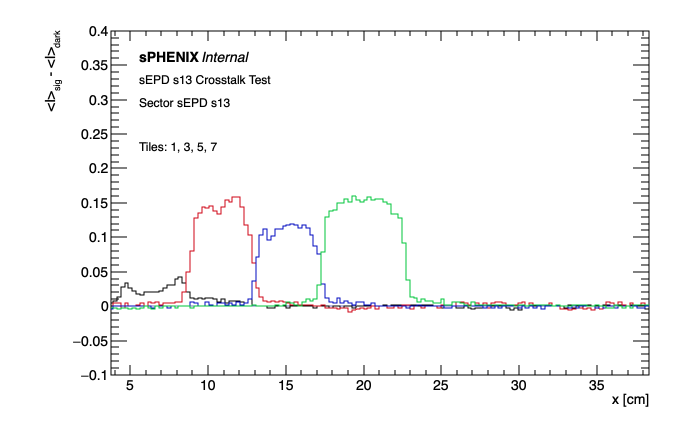 <I>sig - <I>dark
0.4
0.35
0.3
0.25
0.2
0.15
0.1
0.05
0
−0.05
−0.1
sPHENIX Internal
sEPD s13 Crosstalk Test
Sector sEPD s13
Tiles: 1, 3, 5, 7
5 10 15 20 25 30 35
x [cm]